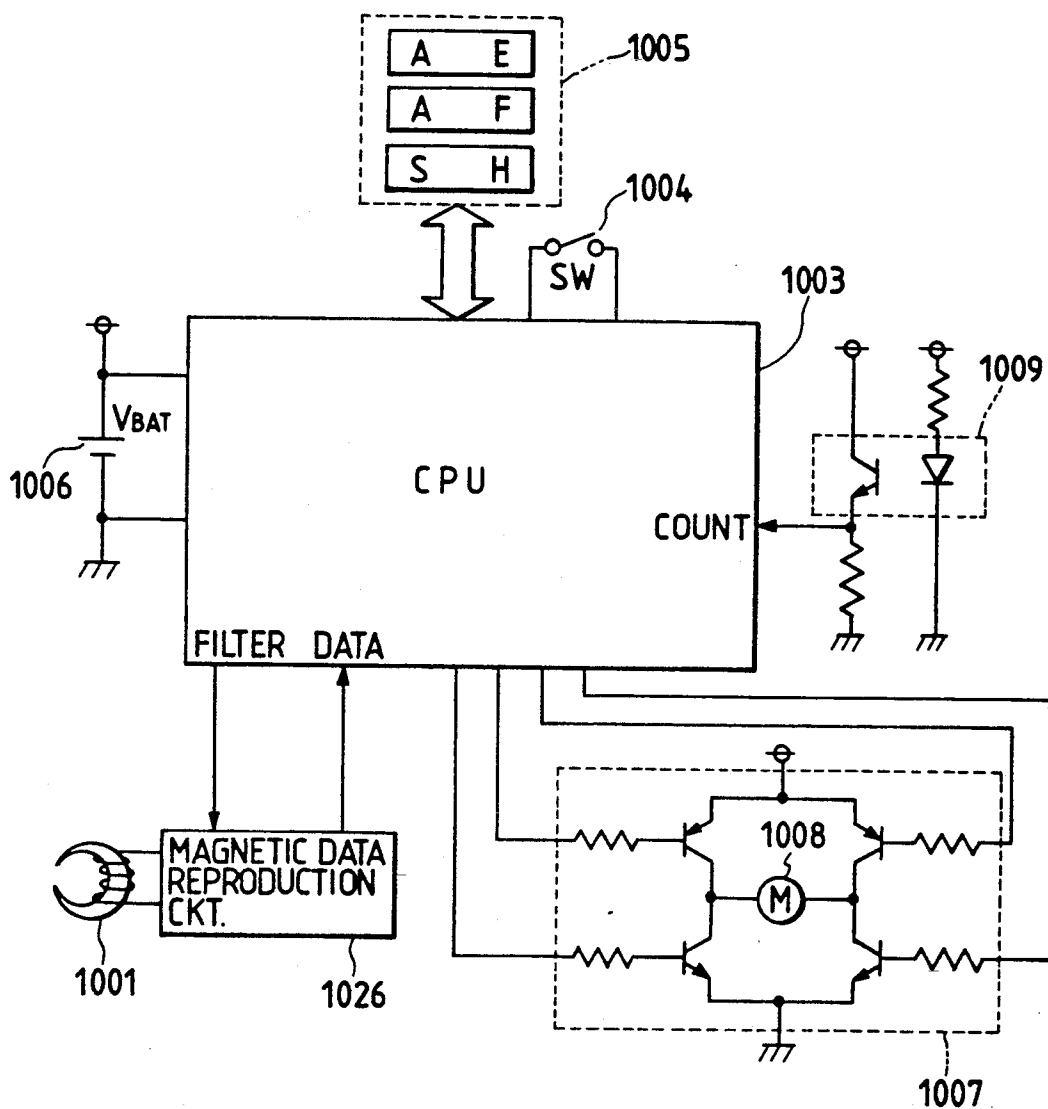 A E
A F
S H
1005
1004
SW
1003
1009
VBAT
1006
CPU
COUNT
FILTER DATA
1008
M
MAGNETIC DATA
REPRODUCTION
CKT.
1001
1026
1007